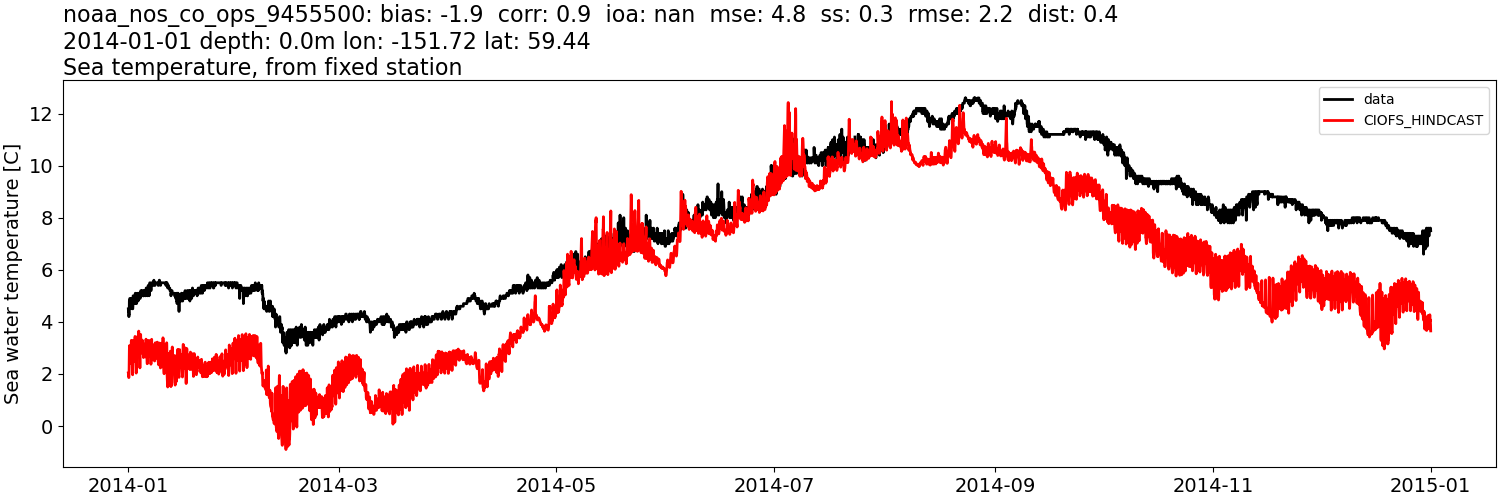 noaa_nos_co_ops_9455500: bias: -1.9  corr: 0.9  ioa: nan  mse: 4.8  ss: 0.3  rmse: 2.2  dist: 0.4
2014-01-01 depth: 0.0m lon: -151.72 lat: 59.44
Sea temperature, from fixed station
Sea water temperature [C]
12
10
8
6
4
2
0
data
CIOFS_HINDCAST
2014-01
2014-03
2014-05
2014-07
2014-09
2014-11
2015-01